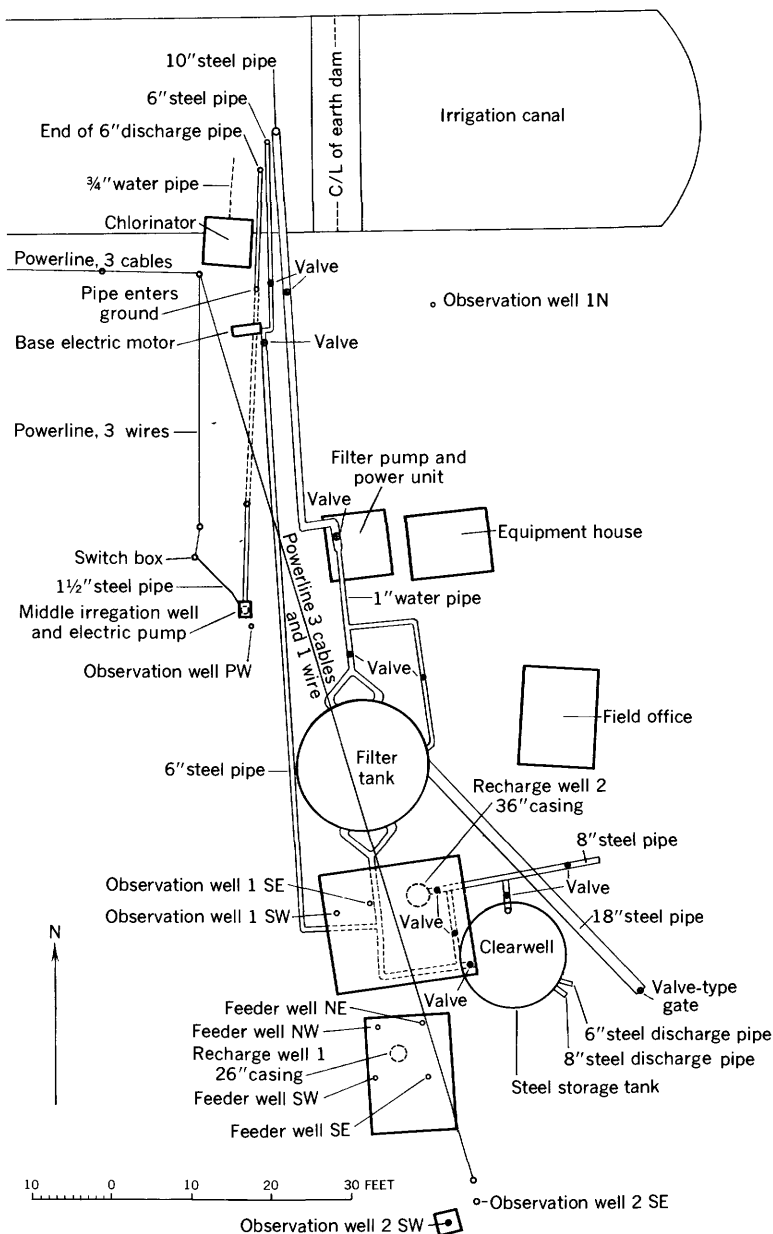 10″ steel pipe
6″ steel pipe
End of 6″ discharge pipe
¾″ water pipe
Chlorinator
C/L of earth dam
Irrigation canal
Powerline, 3 cables
Valve
Pipe enters
ground
Observation well 1N
Base electric motor
Valve
Powerline, 3 wires
Filter pump and
power unit
Valve
Equipment house
Switch box
1½″ steel pipe
Powerline 3 cables
and 1 wire
1″ water pipe
Middle irregation well
and electric pump
Observation well PW
Valve
Field office
6″ steel pipe
Filter
tank
Recharge well 2
36″ casing
8″ steel pipe
Observation well 1 SE
Valve
Observation well 1 SW
Valve
18″ steel pipe
N
Clearwell
Valve
Valve-type
gate
Feeder well NE
Feeder well NW
6″ steel discharge pipe
Recharge well 1
26″ casing
8″ steel discharge pipe
Feeder well SW
Steel storage tank
Feeder well SE
10 0 10 20 30 FEET
Observation well 2 SE
Observation well 2 SW